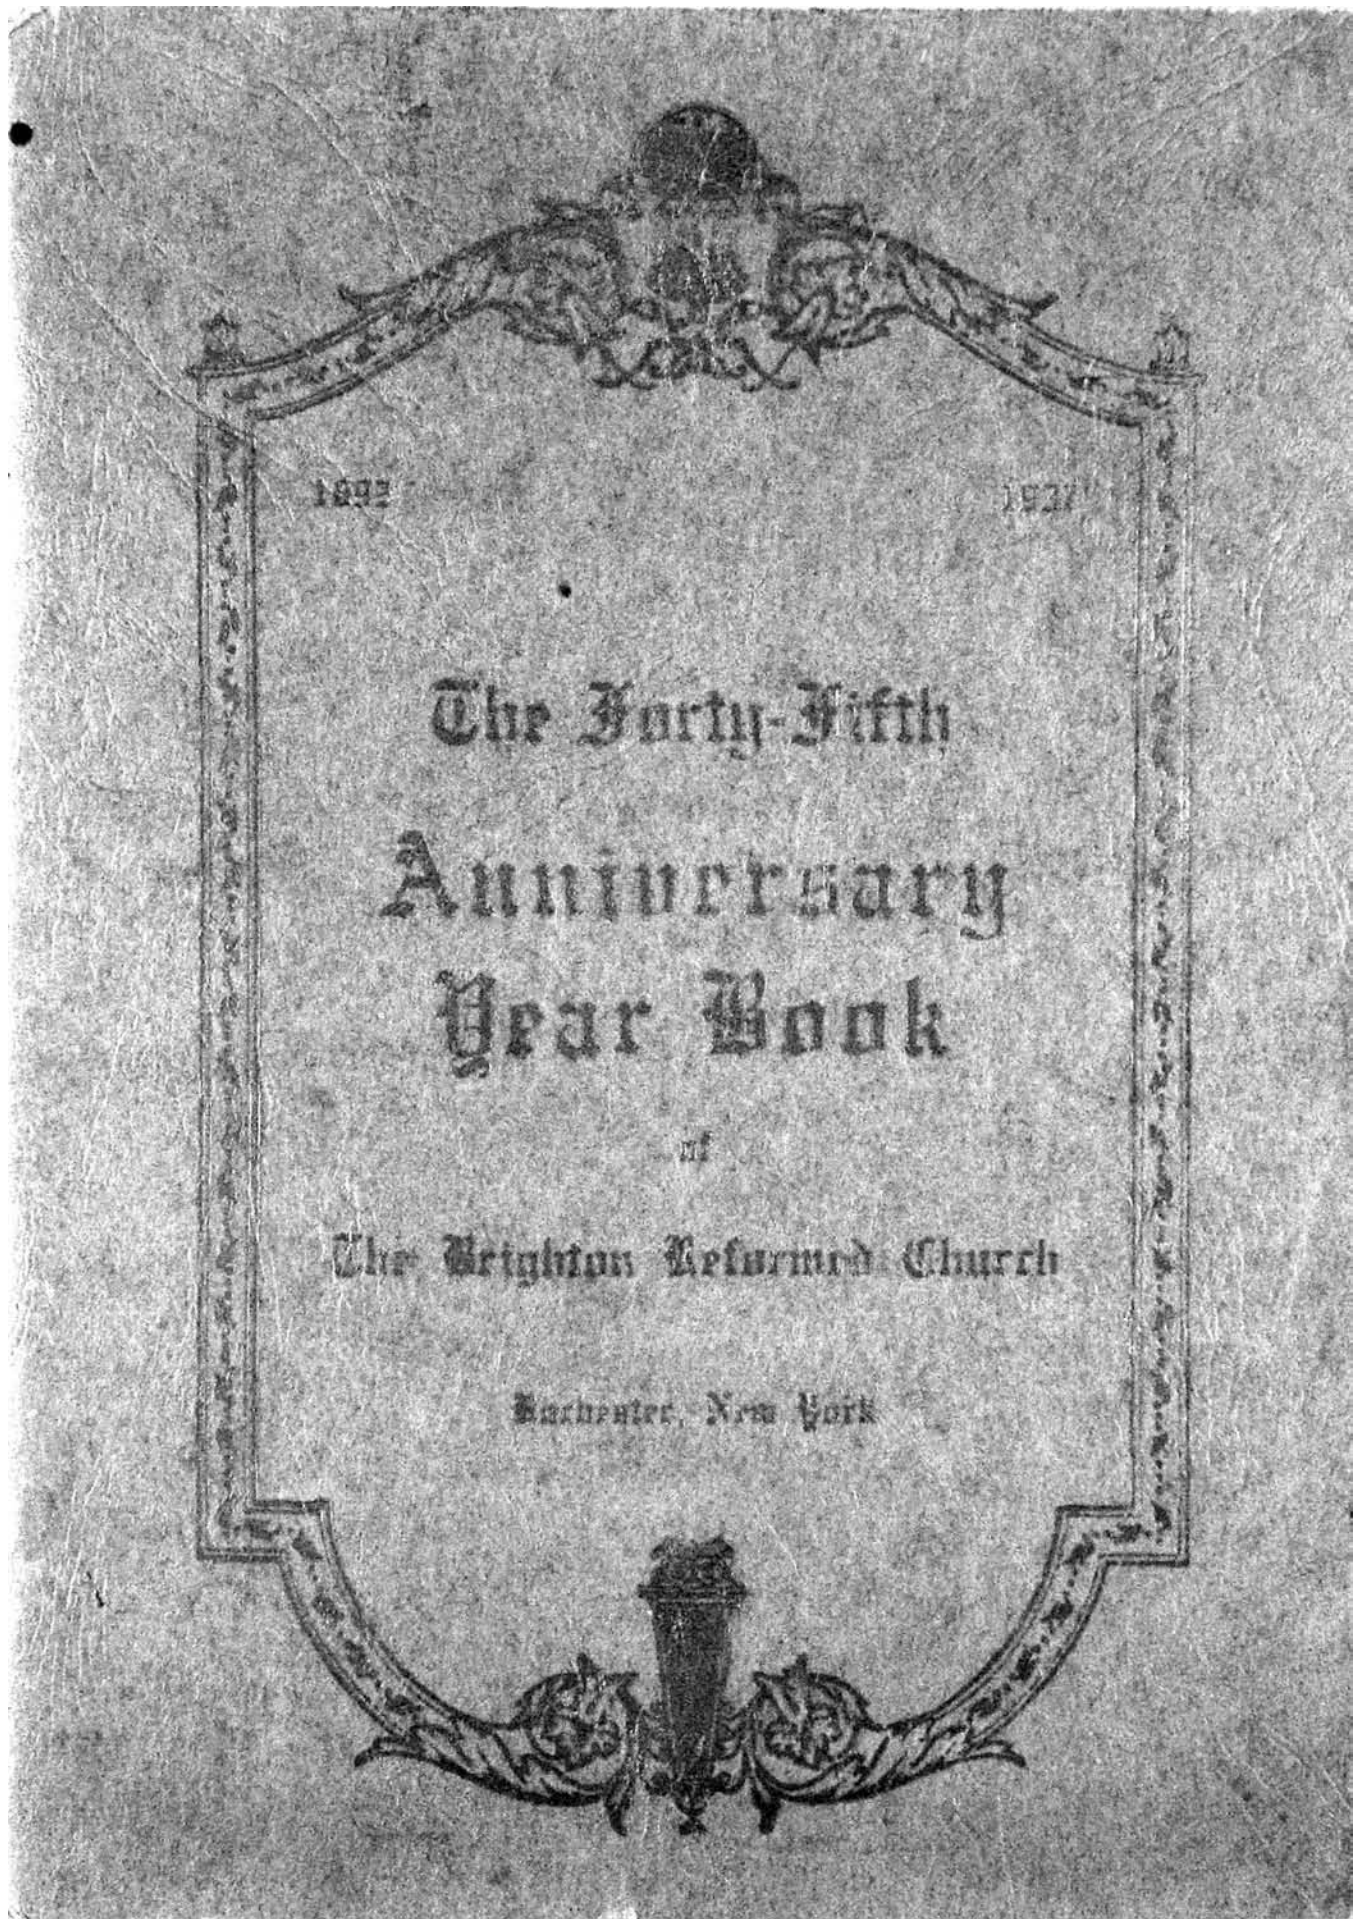 1892 1937
The Forty-Fifth
Anniversary
Year Book
of
The Brighton Reformed Church
Rochester, New York